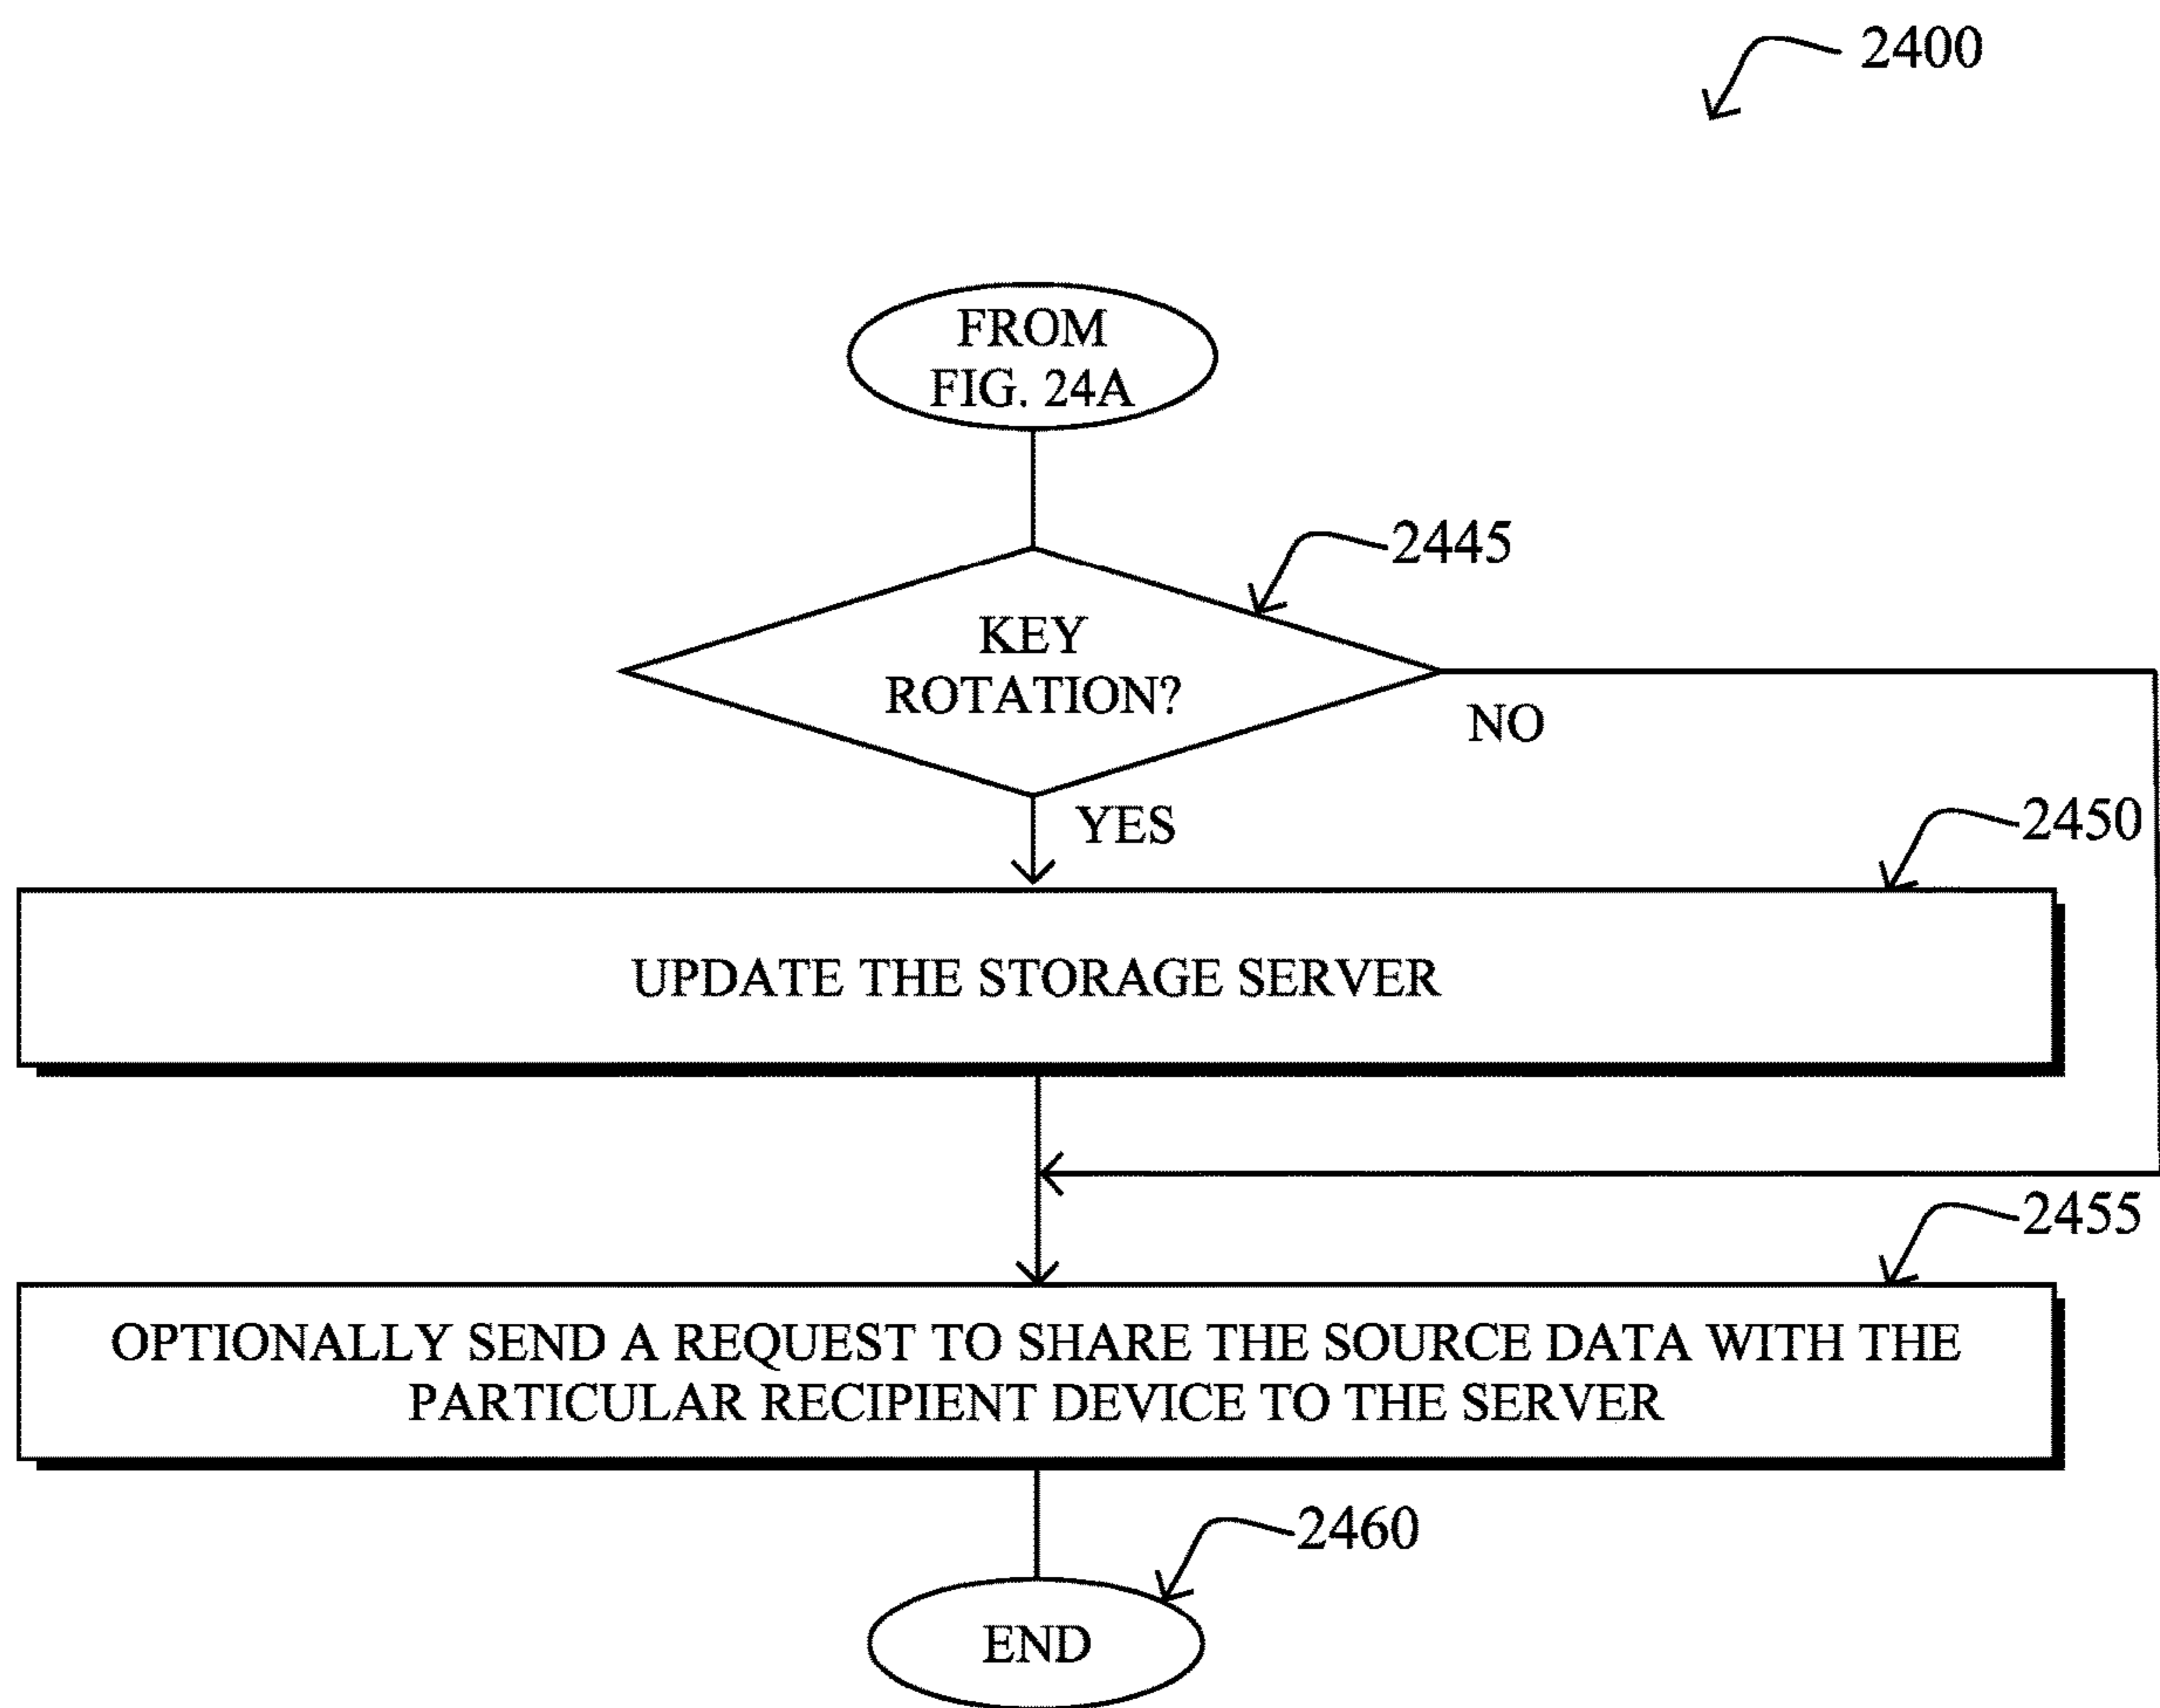 2400
FROM
FIG. 24A
2445
KEY
ROTATION?
NO
YES
2450
UPDATE THE STORAGE SERVER
2455
OPTIONALLY SEND A REQUEST TO SHARE THE SOURCE DATA WITH THE
PARTICULAR RECIPIENT DEVICE TO THE SERVER
2460
END